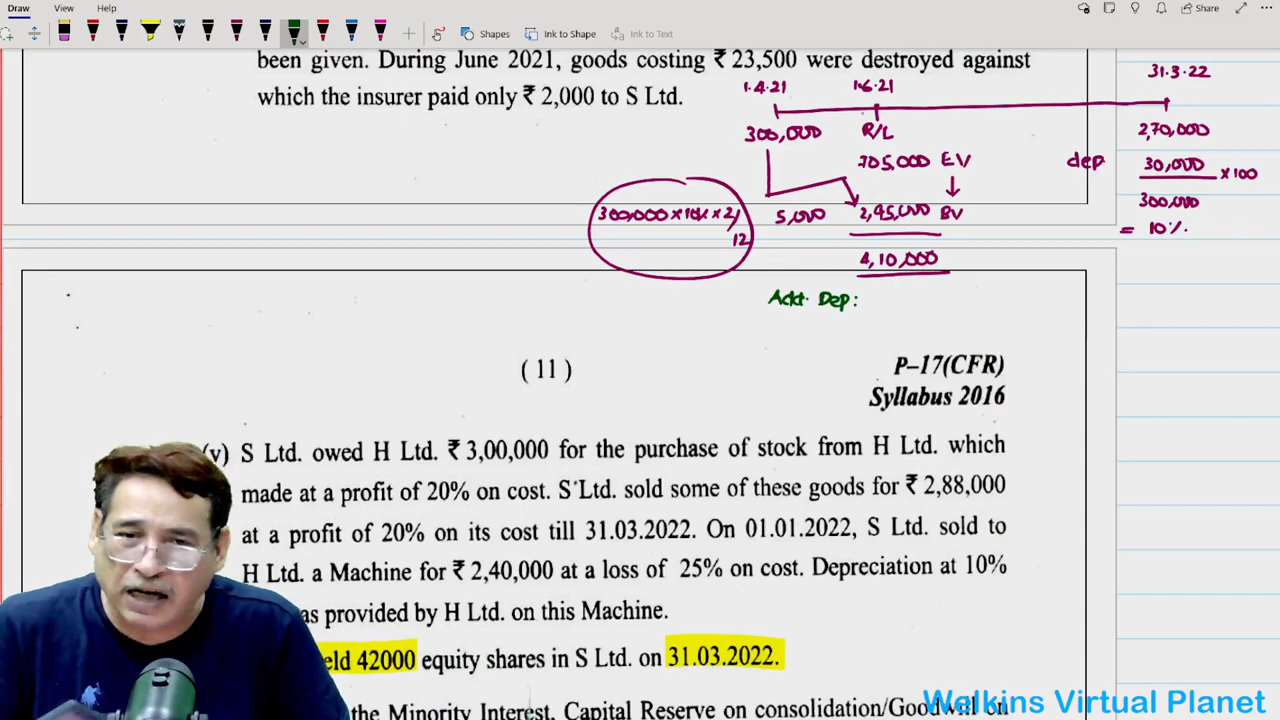 Draw View Help
Share
Shapes Ink to Shape Ink to Text
been given. During June 2021, goods costing ₹ 23,500 were destroyed against
which the insurer paid only ₹ 2,000 to S Ltd.
1.4.21 1.6.21 31.3.22
300,000 R/L 2,70,000
705,000 EV dep 30,000 x 100
300,000
300,000 x 10% x 2/12 5,000 2,95,000 BV = 10%
4,10,000
Addt. Dep:
( 11 ) P–17(CFR)
Syllabus 2016
(v) S Ltd. owed H Ltd. ₹ 3,00,000 for the purchase of stock from H Ltd. which
made at a profit of 20% on cost. S Ltd. sold some of these goods for ₹ 2,88,000
at a profit of 20% on its cost till 31.03.2022. On 01.01.2022, S Ltd. sold to
H Ltd. a Machine for ₹ 2,40,000 at a loss of 25% on cost. Depreciation at 10%
as provided by H Ltd. on this Machine.
eld 42000 equity shares in S Ltd. on 31.03.2022.
the Minority Interest, Capital Reserve on consolidation/Goodwill on
Welkins Virtual Planet